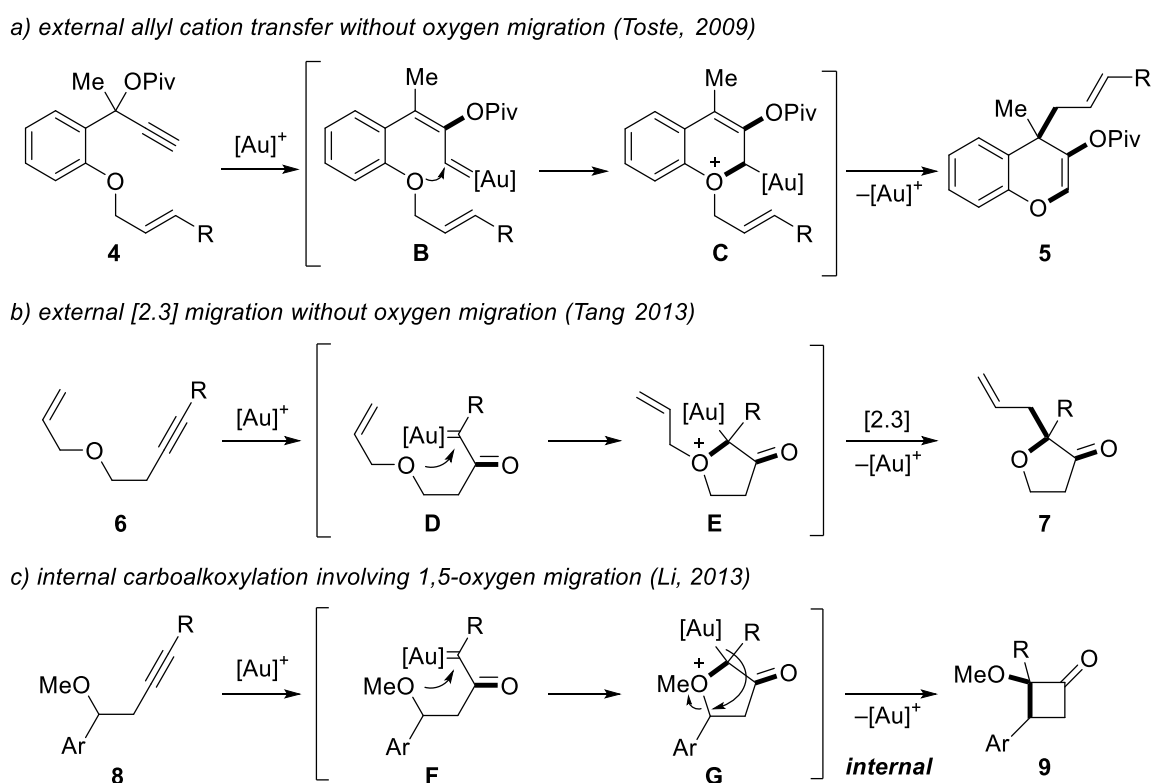 a) external allyl cation transfer without oxygen migration (Toste, 2009)
Me OPiv
O
R
4
[Au]⁺
Me
OPiv
[Au]
O
R
B
Me
OPiv
+
O
[Au]
R
C
–[Au]⁺
R
Me
OPiv
O
5
b) external [2.3] migration without oxygen migration (Tang 2013)
R
O
6
[Au]⁺
R
[Au]
O
O
D
[Au] R
+
O
O
E
[2.3]
–[Au]⁺
R
O
O
7
c) internal carboalkoxylation involving 1,5-oxygen migration (Li, 2013)
R
MeO
Ar
8
[Au]⁺
R
[Au]
MeO
O
Ar
F
[Au] R
+
MeO
O
Ar
G
–[Au]⁺
internal
R
O
MeO
Ar
9